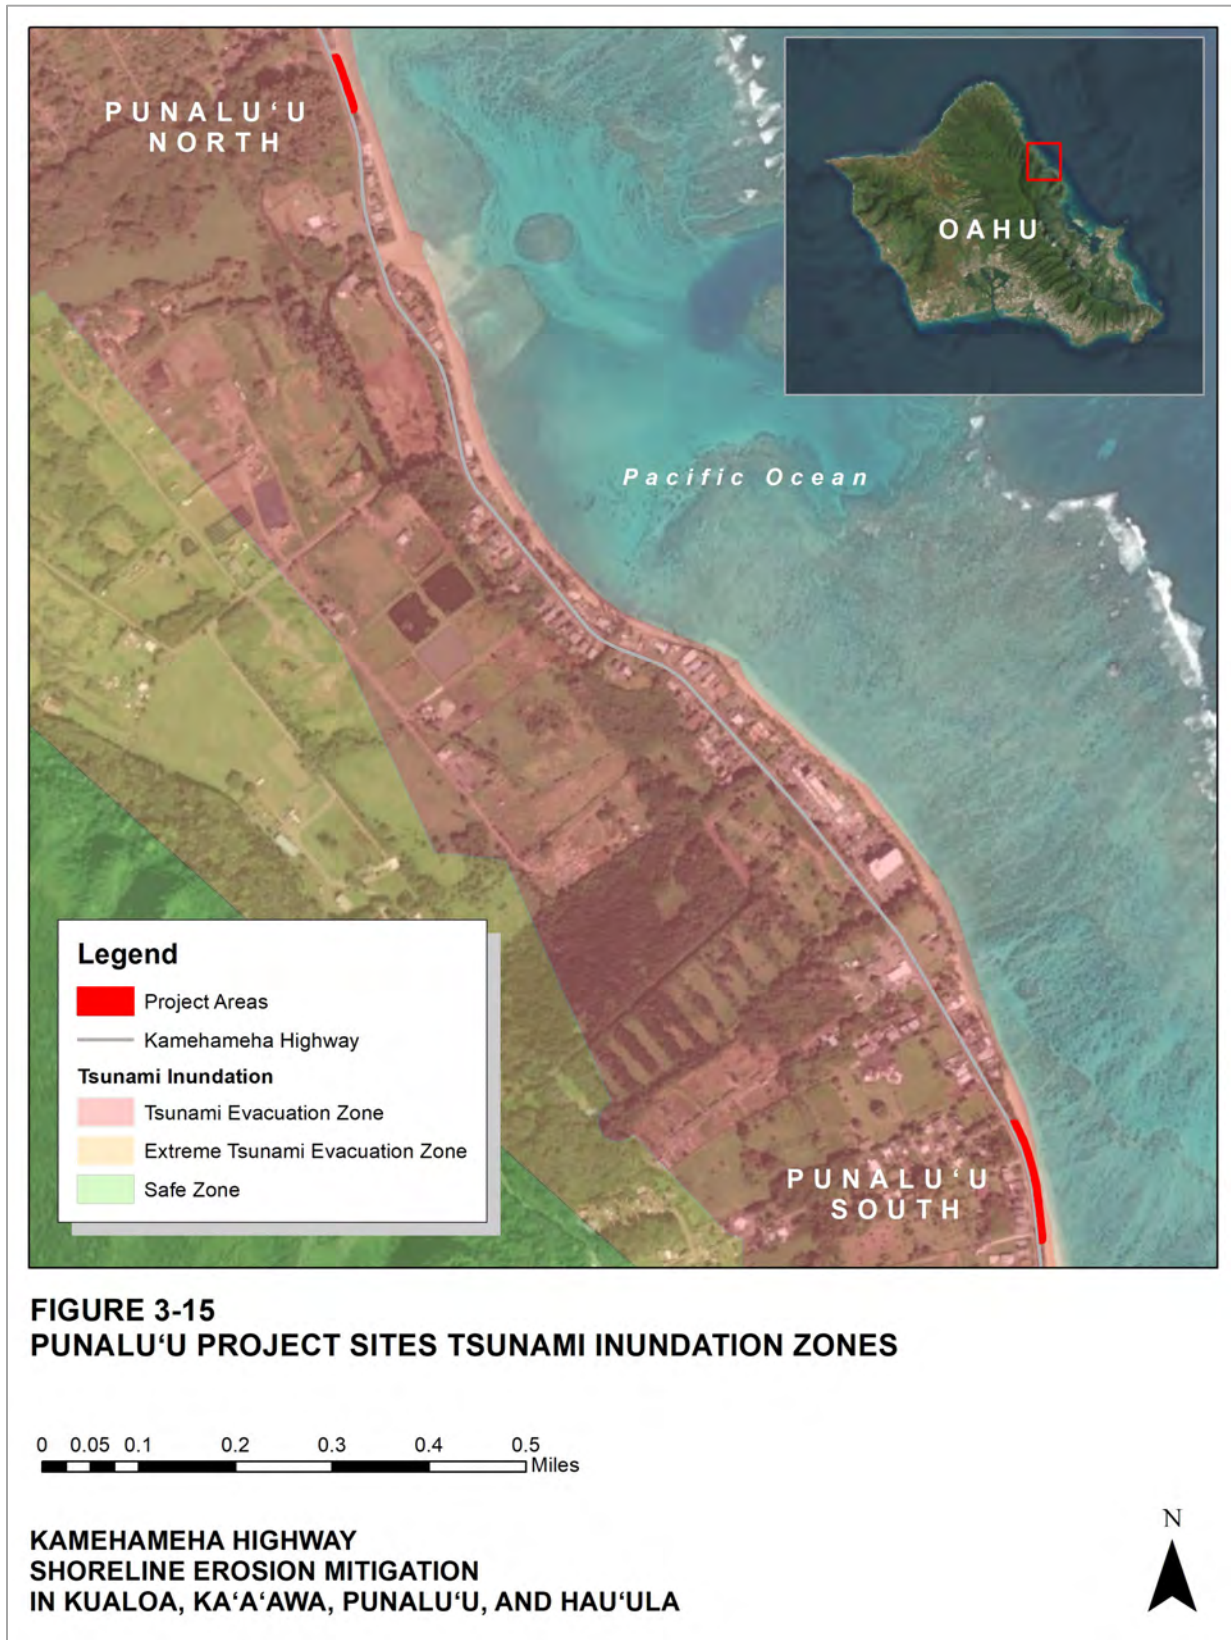 PUNALU‘U
NORTH
OAHU
Pacific Ocean
Legend
Project Areas
Kamehameha Highway
Tsunami Inundation
Tsunami Evacuation Zone
Extreme Tsunami Evacuation Zone
Safe Zone
PUNALU‘U
SOUTH
FIGURE 3-15
PUNALU‘U PROJECT SITES TSUNAMI INUNDATION ZONES
0 0.05 0.1 0.2 0.3 0.4 0.5
Miles
KAMEHAMEHA HIGHWAY
SHORELINE EROSION MITIGATION
IN KUALOA, KA‘A‘AWA, PUNALU‘U, AND HAU‘ULA
N